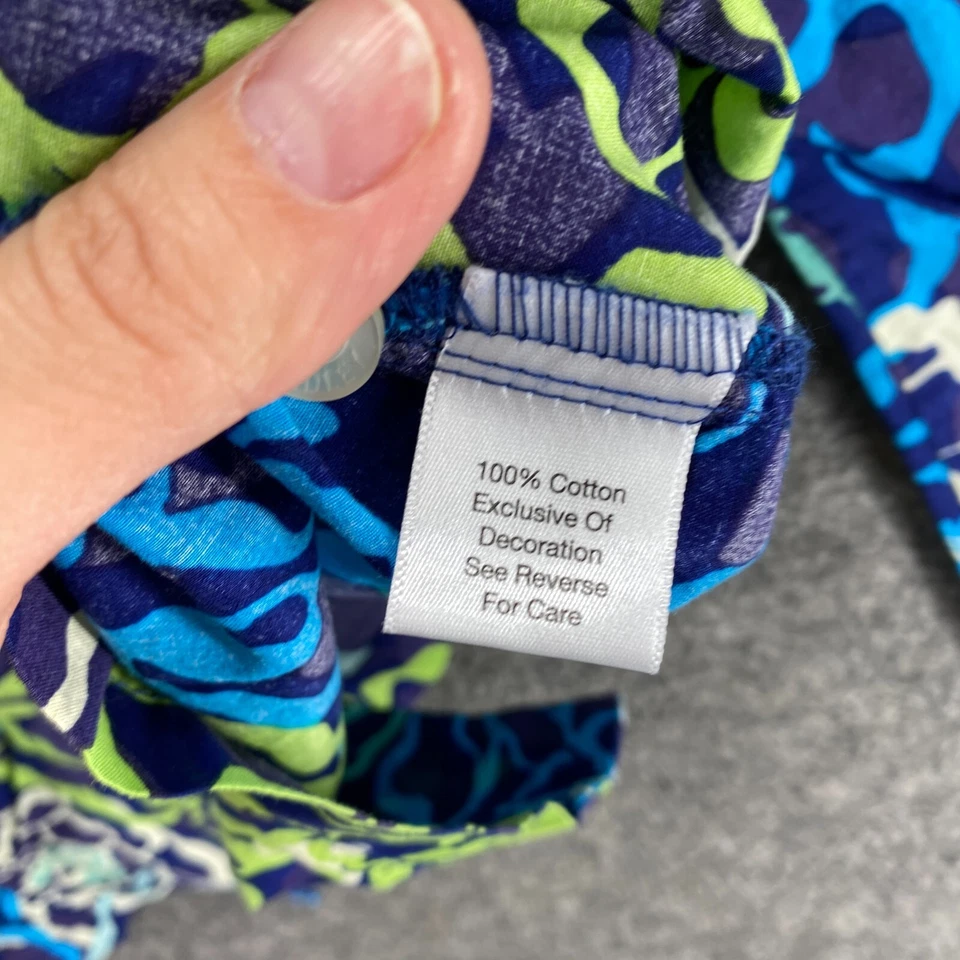 100% Cotton
Exclusive Of
Decoration
See Reverse
For Care